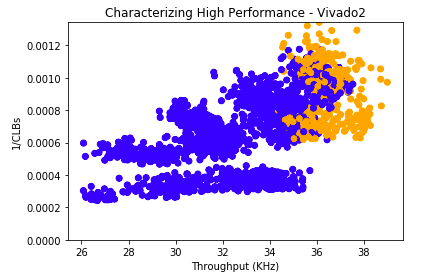 Characterizing High Performance - Vivado2
1/CLBs
0.0012
0.0010
0.0008
0.0006
0.0004
0.0002
0.0000
26 28 30 32 34 36 38
Throughput (KHz)